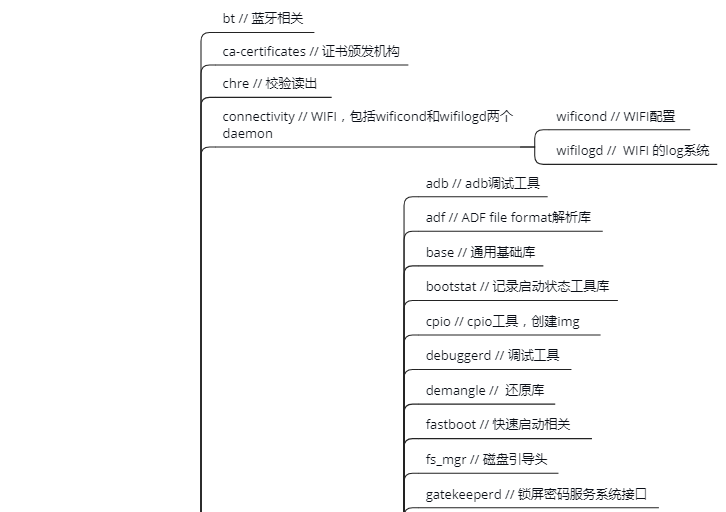 bt // 蓝牙相关
ca-certificates // 证书颁发机构
chre // 校验读出
connectivity // WIFI，包括wificond和wifilogd两个
daemon
wificond // WIFI配置
wifilogd //  WIFI 的log系统
adb // adb调试工具
adf // ADF file format解析库
base // 通用基础库
bootstat // 记录启动状态工具库
cpio // cpio工具，创建img
debuggerd // 调试工具
demangle //  还原库
fastboot // 快速启动相关
fs_mgr // 磁盘引导头
gatekeeperd // 锁屏密码服务系统接口